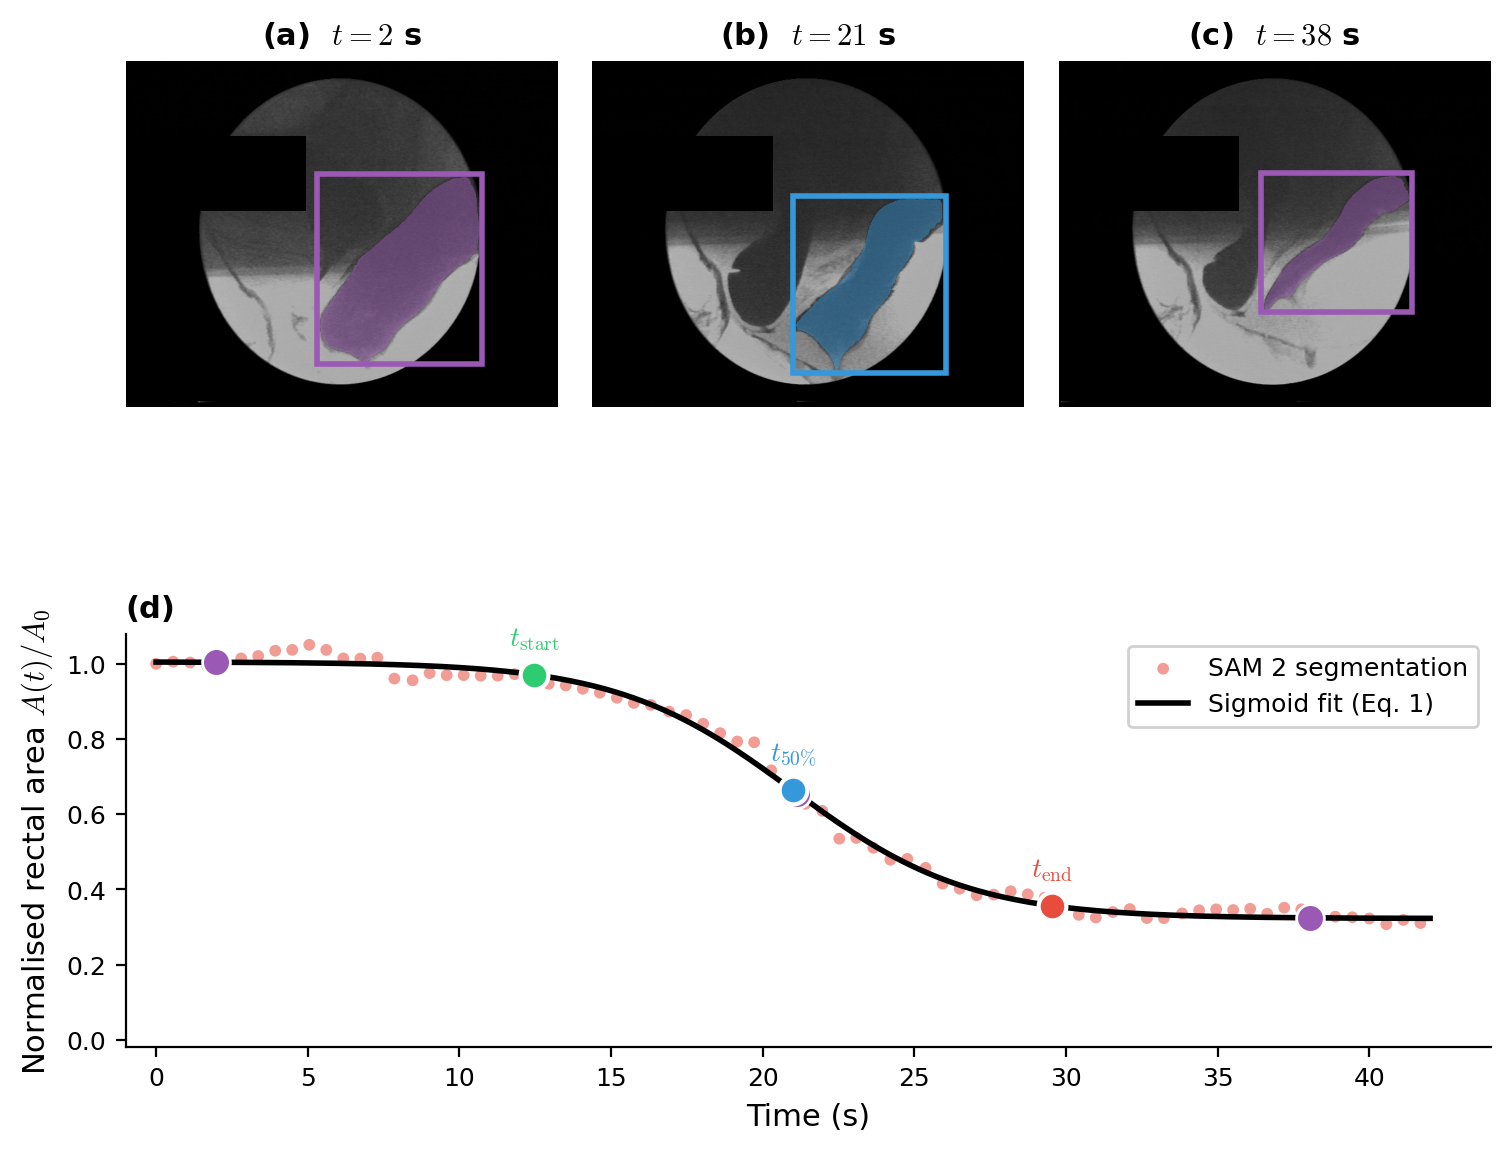 (a) t = 2 s
(b) t = 21 s
(c) t = 38 s
(d)
Normalised rectal area A(t)/A₀
1.0
0.8
0.6
0.4
0.2
0.0
t_start
t_50%
t_end
SAM 2 segmentation
Sigmoid fit (Eq. 1)
0 5 10 15 20 25 30 35 40
Time (s)